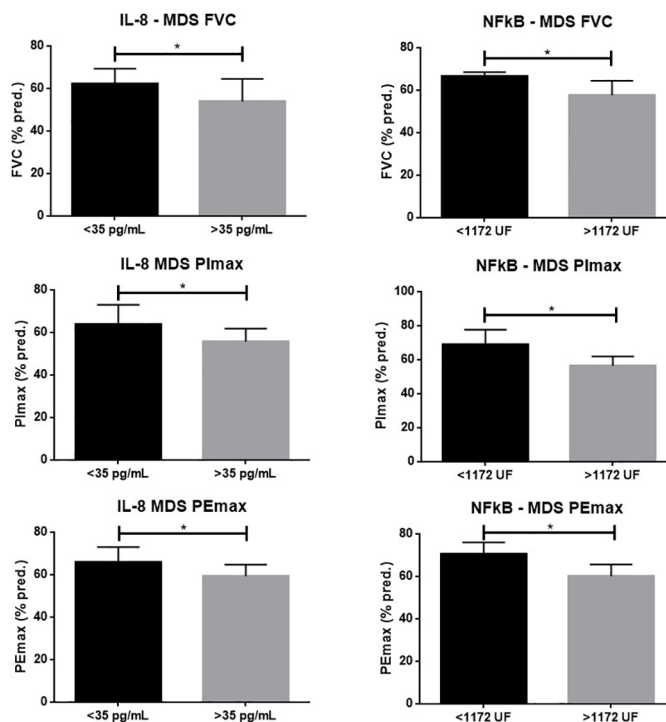 IL-8 - MDS FVC
80
60
40
20
0
FVC (% pred.)
*
<35 pg/mL
>35 pg/mL
NFkB - MDS FVC
80
60
40
20
0
FVC (% pred.)
*
<1172 UF
>1172 UF
IL-8 MDS PImax
80
60
40
20
0
PImax (% pred.)
*
<35 pg/mL
>35 pg/mL
NFkB - MDS PImax
100
80
60
40
20
0
PImax (% pred.)
*
<1172 UF
>1172 UF
IL-8 MDS PEmax
80
60
40
20
0
PEmax (% pred.)
*
<35 pg/mL
>35 pg/mL
NFkB - MDS PEmax
80
60
40
20
0
PEmax (% pred.)
*
<1172 UF
>1172 UF